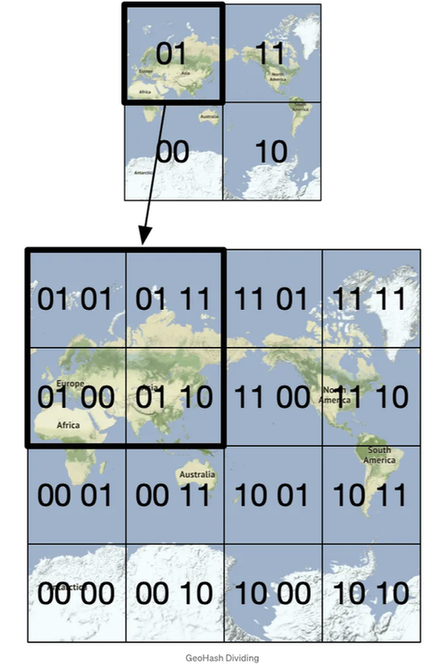 01 11
Europe Asia North America
Africa
South America
Australia
00 10
Antarctica
01 01 01 11 11 01 11 11
01 00 01 10 11 00 11 10
Europe Asia North America
Africa
00 01 00 11 10 01 10 11
Australia South America
00 00 00 10 10 00 10 10
Antarctica
GeoHash Dividing